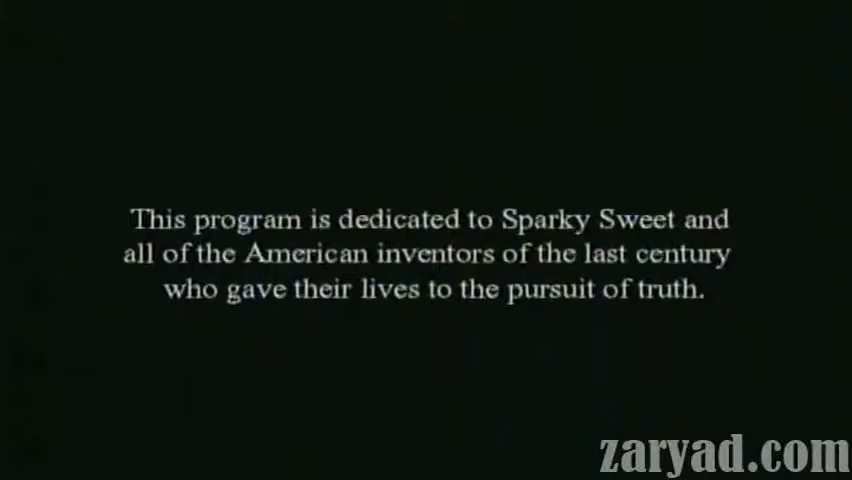 This program is dedicated to Sparky Sweet and
all of the American inventors of the last century
who gave their lives to the pursuit of truth.
zaryad.com